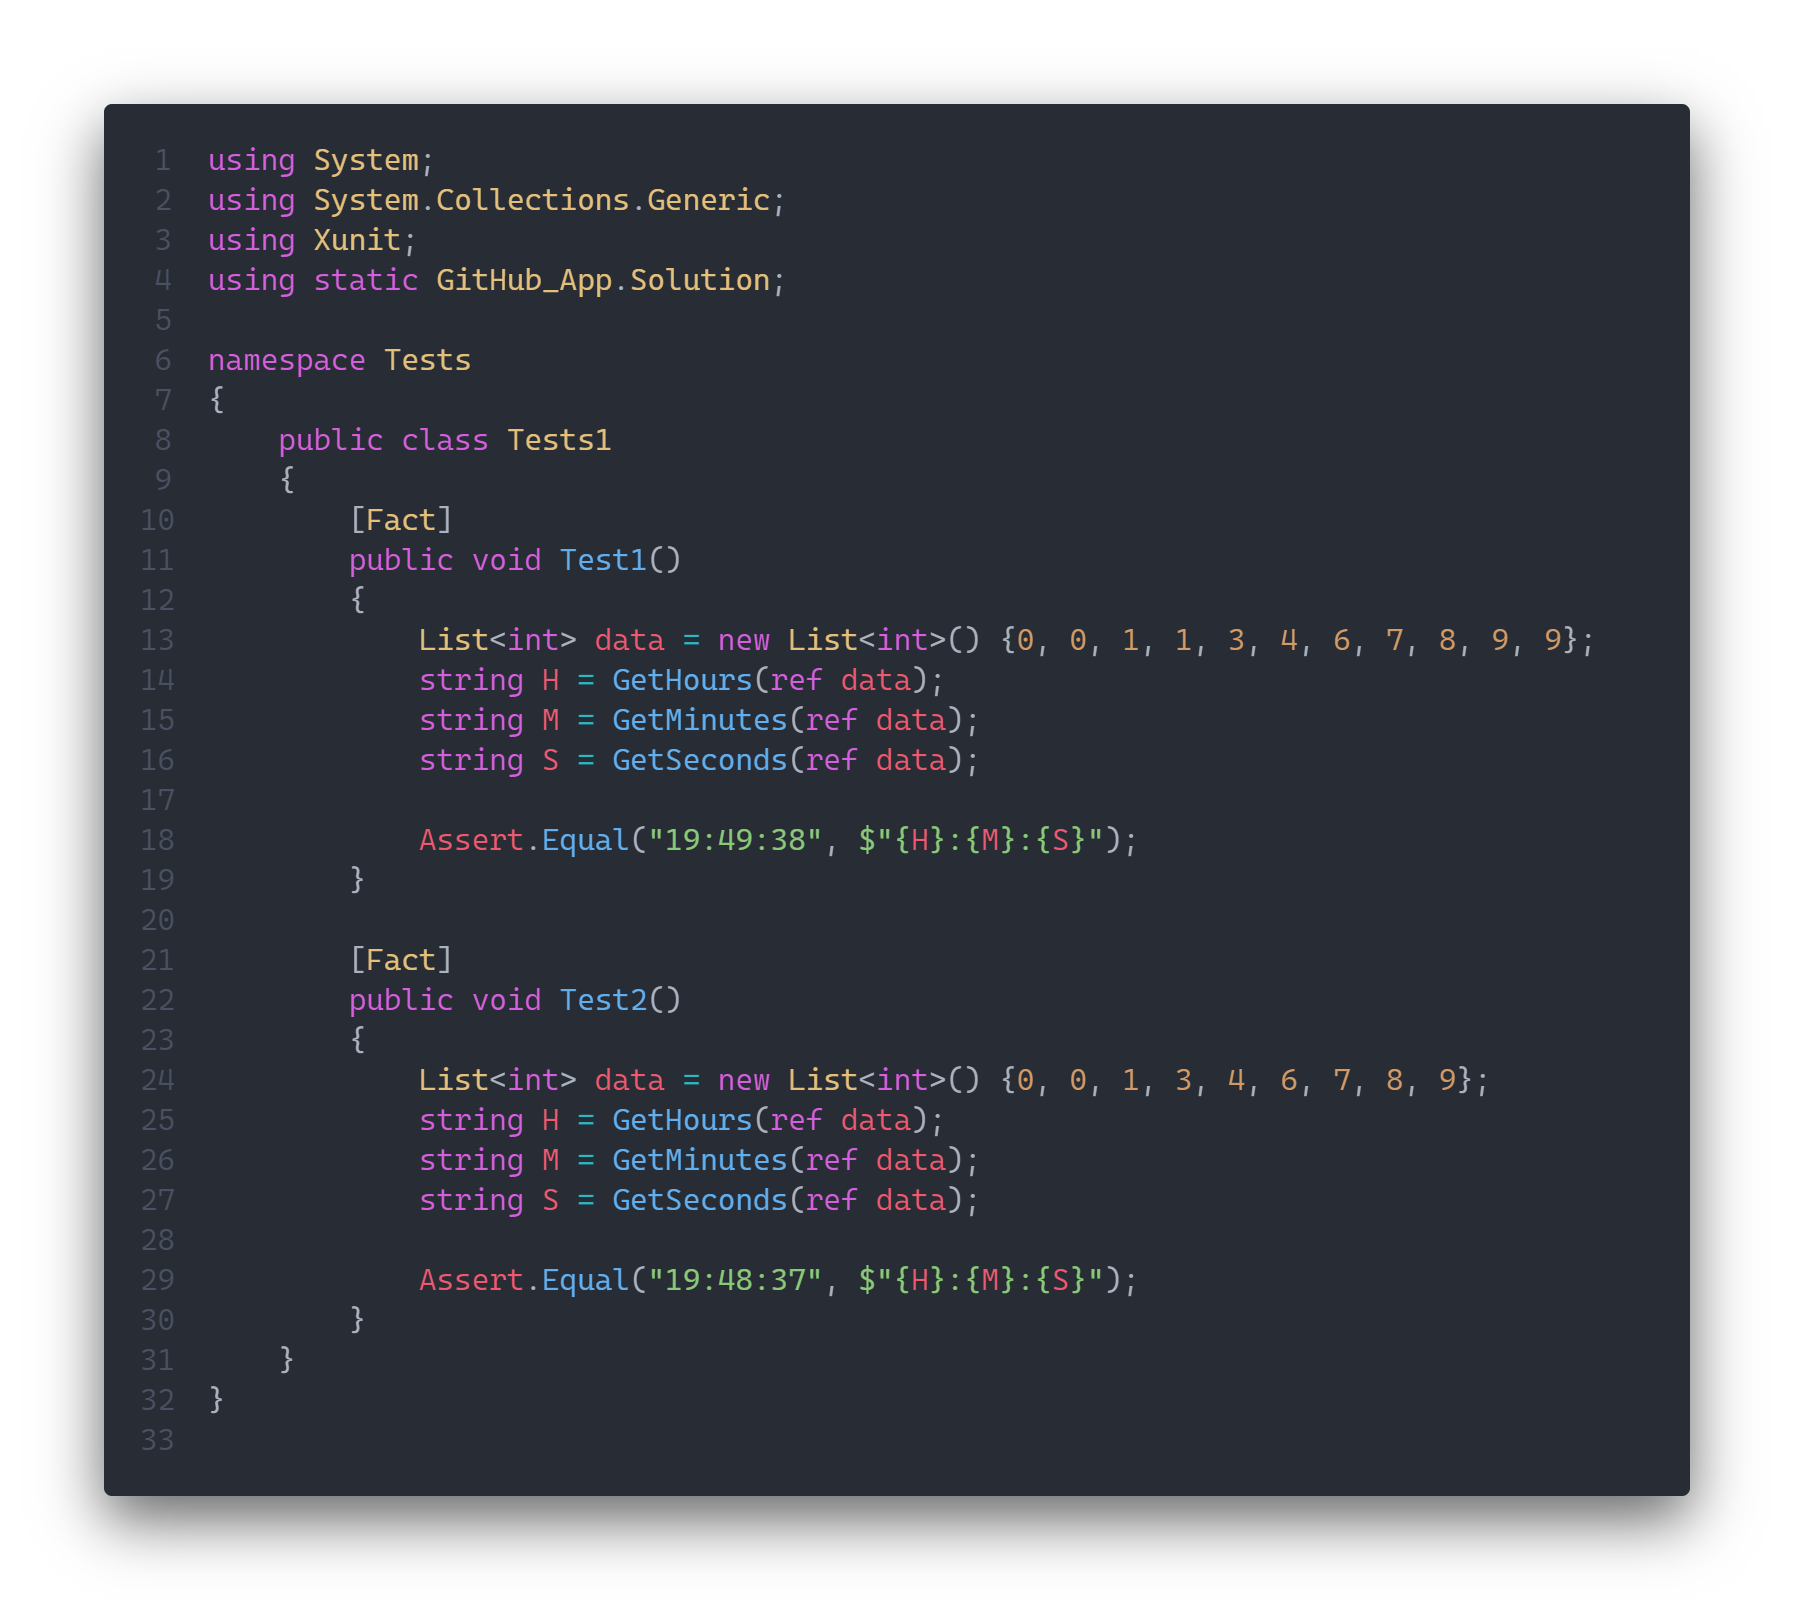 1 using System;
2 using System.Collections.Generic;
3 using Xunit;
4 using static GitHub_App.Solution;
5
6 namespace Tests
7 {
8     public class Tests1
9     {
10         [Fact]
11         public void Test1()
12         {
13             List<int> data = new List<int>() {0, 0, 1, 1, 3, 4, 6, 7, 8, 9, 9};
14             string H = GetHours(ref data);
15             string M = GetMinutes(ref data);
16             string S = GetSeconds(ref data);
17
18             Assert.Equal("19:49:38", $"{H}:{M}:{S}");
19         }
20
21         [Fact]
22         public void Test2()
23         {
24             List<int> data = new List<int>() {0, 0, 1, 3, 4, 6, 7, 8, 9};
25             string H = GetHours(ref data);
26             string M = GetMinutes(ref data);
27             string S = GetSeconds(ref data);
28
29             Assert.Equal("19:48:37", $"{H}:{M}:{S}");
30         }
31     }
32 }
33